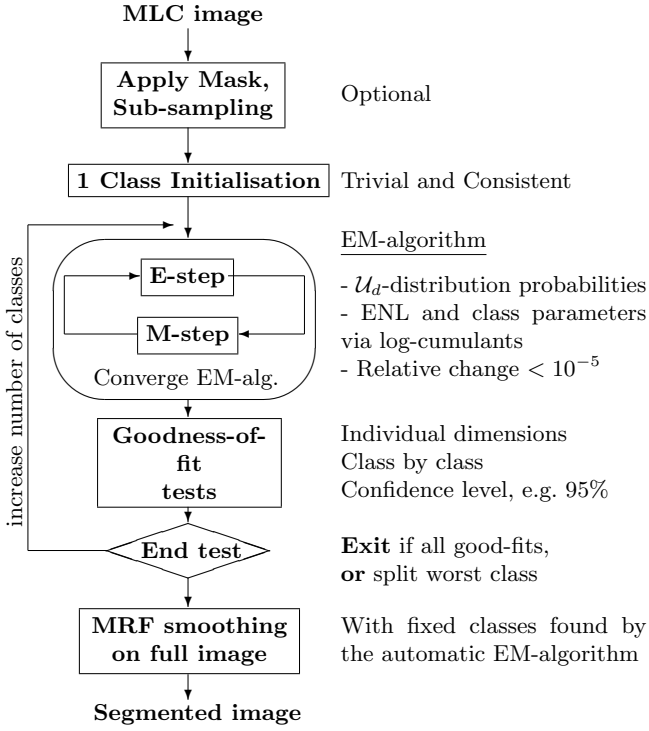 MLC image
Apply Mask,
Sub-sampling
Optional
1 Class Initialisation
Trivial and Consistent
increase number of classes
EM-algorithm
E-step
- 𝒰d-distribution probabilities
- ENL and class parameters
via log-cumulants
- Relative change < 10⁻⁵
M-step
Converge EM-alg.
Goodness-of-
fit
tests
Individual dimensions
Class by class
Confidence level, e.g. 95%
End test
Exit if all good-fits,
or split worst class
MRF smoothing
on full image
With fixed classes found by
the automatic EM-algorithm
Segmented image